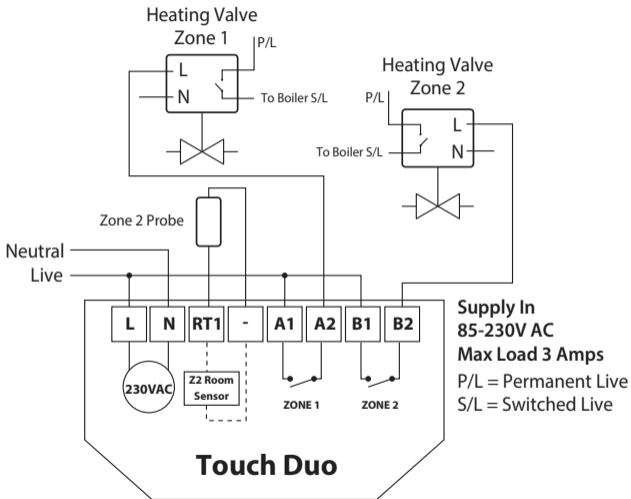 Heating Valve
Zone 1
P/L
L
N
To Boiler S/L
Heating Valve
Zone 2
P/L
L
To Boiler S/L
N
Zone 2 Probe
Neutral
Live
L N RT1 - A1 A2 B1 B2
230VAC
Z2 Room
Sensor
ZONE 1
ZONE 2
Supply In
85-230V AC
Max Load 3 Amps
P/L = Permanent Live
S/L = Switched Live
Touch Duo